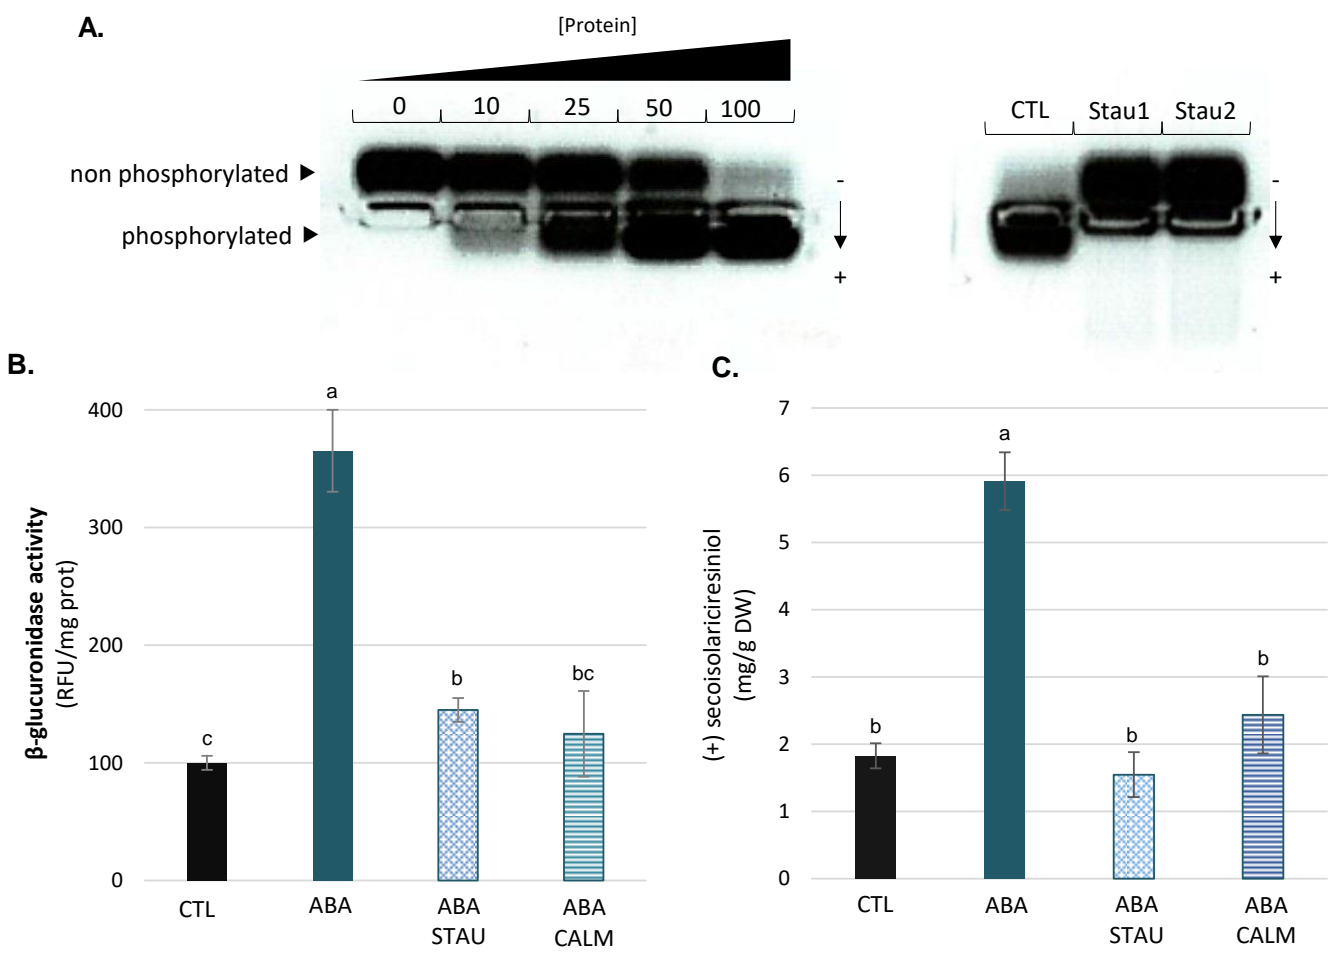 A.
[Protein]
0 10 25 50 100
CTL Stau1 Stau2
non phosphorylated
phosphorylated
- -
+ +
B.
β-glucuronidase activity
(RFU/mg prot)
400
300
200
100
0
a
c
b
bc
CTL
ABA
ABA
STAU
ABA
CALM
C.
(+) secoisolariciresiniol
(mg/g DW)
7
6
5
4
3
2
1
0
b
a
b
b
CTL
ABA
ABA
STAU
ABA
CALM